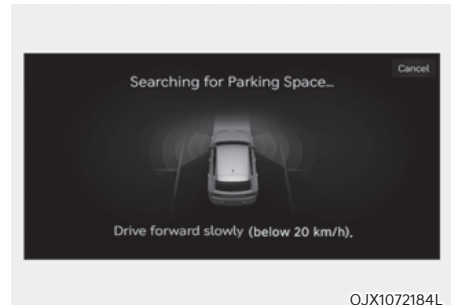 Cancel
Searching for Parking Space...
Drive forward slowly (below 20 km/h).
OJX1072184L